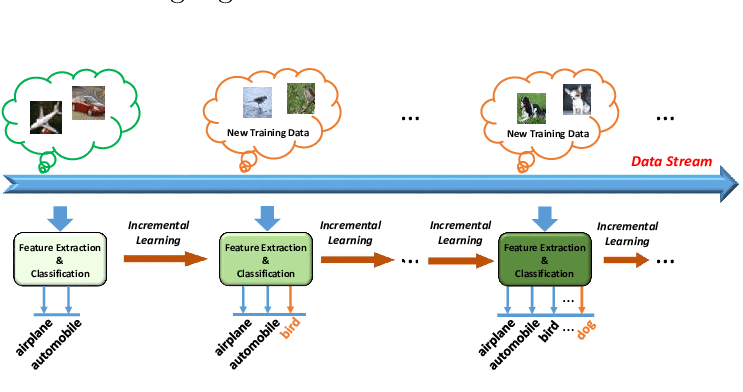 ...
...
New Training Data
New Training Data
Data Stream
Incremental
Learning
Incremental
Learning
Incremental
Learning
Incremental
Learning
Feature Extraction
&
Classification
Feature Extraction
&
Classification
...
Feature Extraction
&
Classification
...
...
airplane
automobile
airplane
automobile
bird
airplane
automobile
bird
...
dog